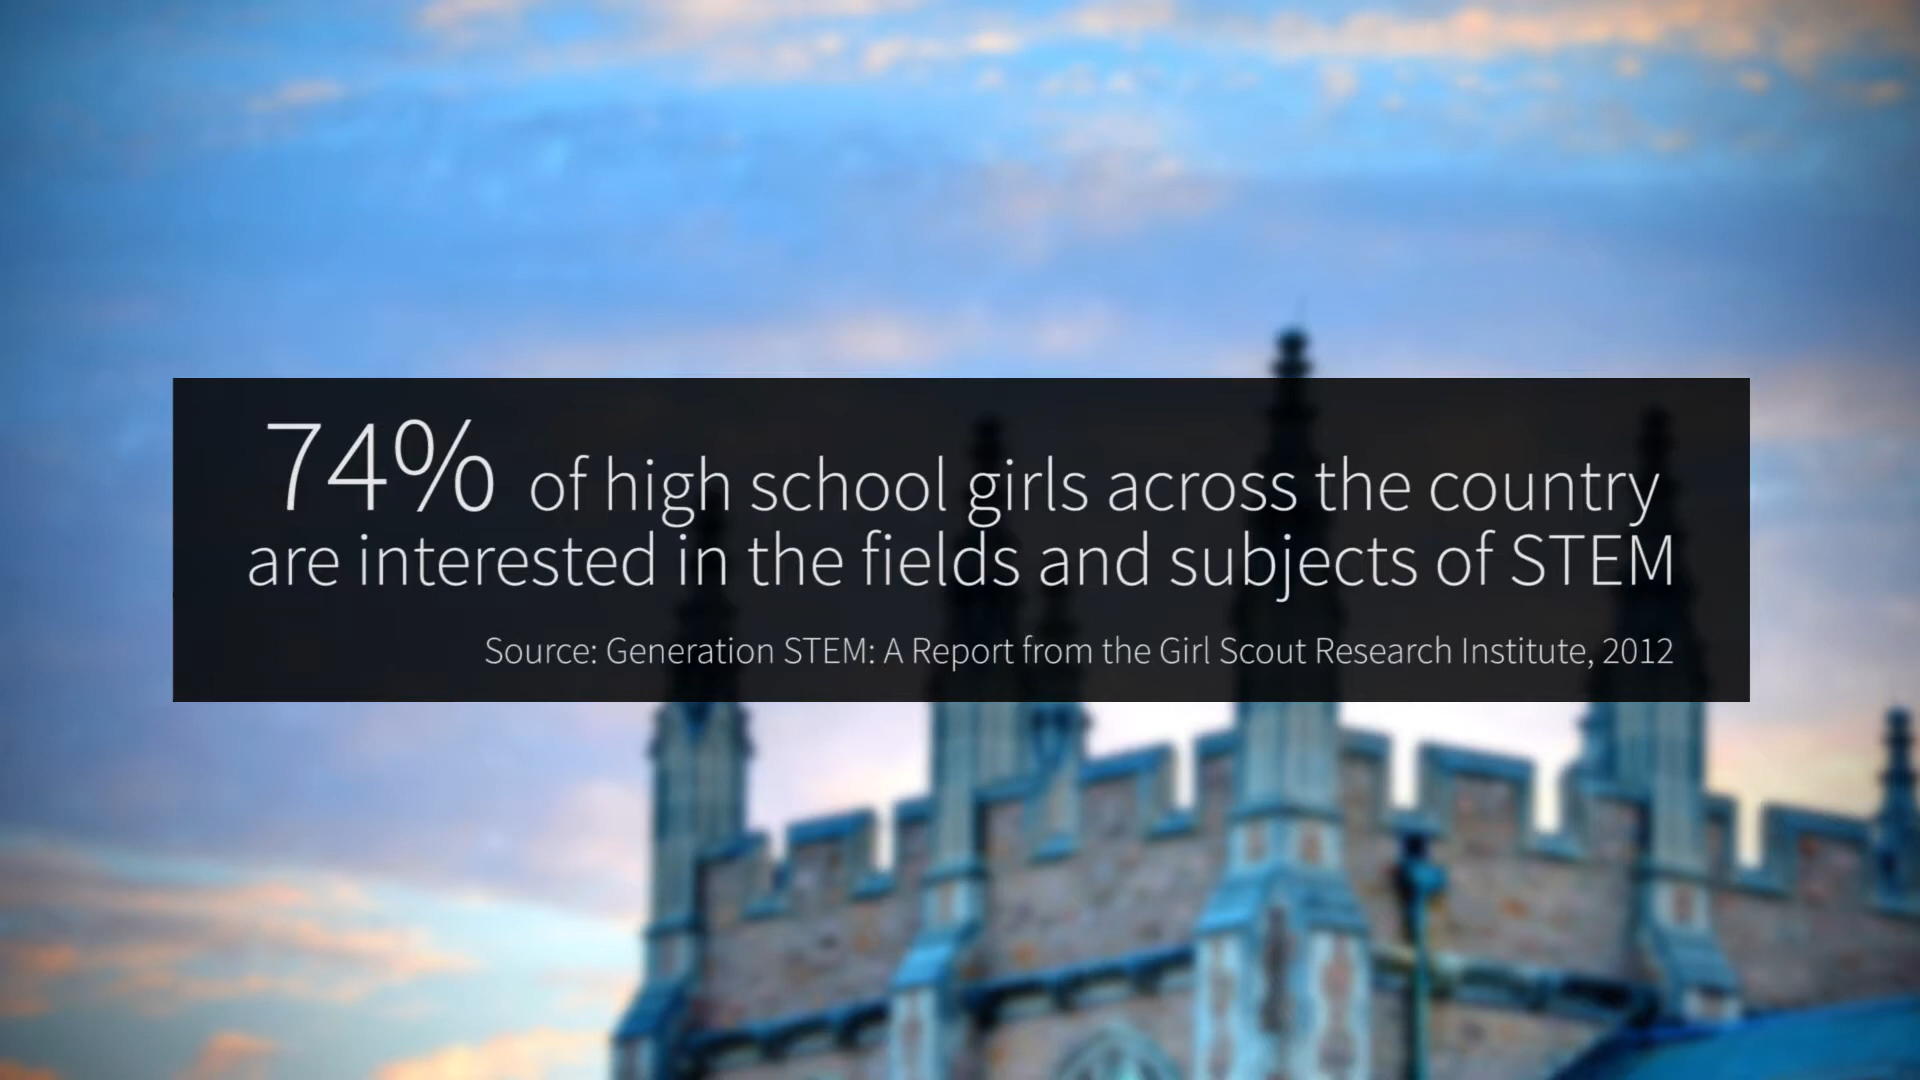 74% of high school girls across the country
are interested in the fields and subjects of STEM
Source: Generation STEM: A Report from the Girl Scout Research Institute, 2012